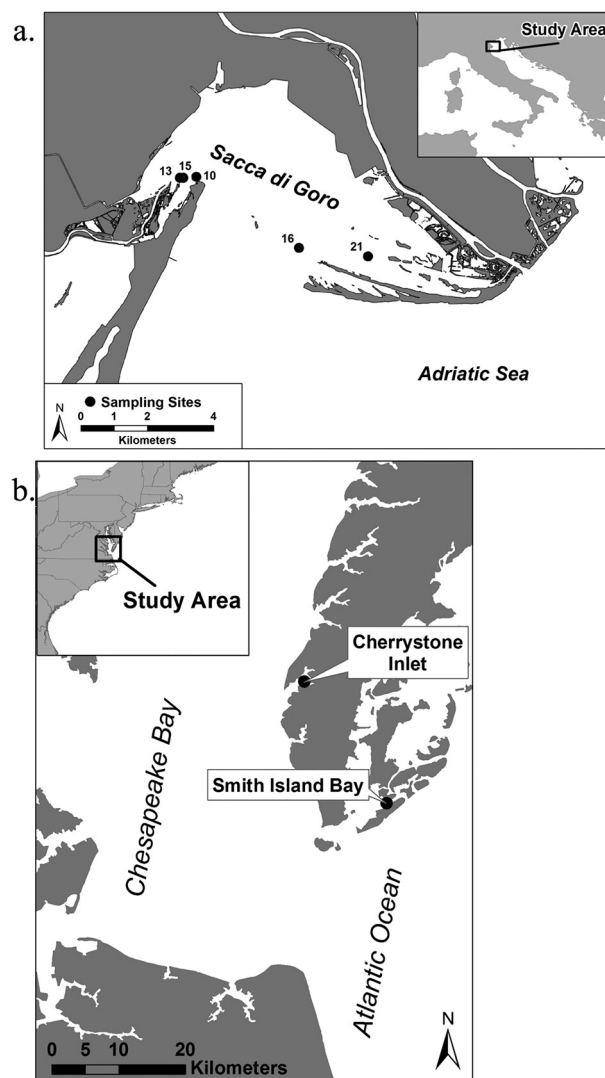 a.
Study Area
13
15
10
Sacca di Goro
16
21
Adriatic Sea
N
Sampling Sites
0 1 2 4
Kilometers
b.
Study Area
Cherrystone
Inlet
Chesapeake Bay
Smith Island Bay
Atlantic Ocean
N
0 5 10 20
Kilometers